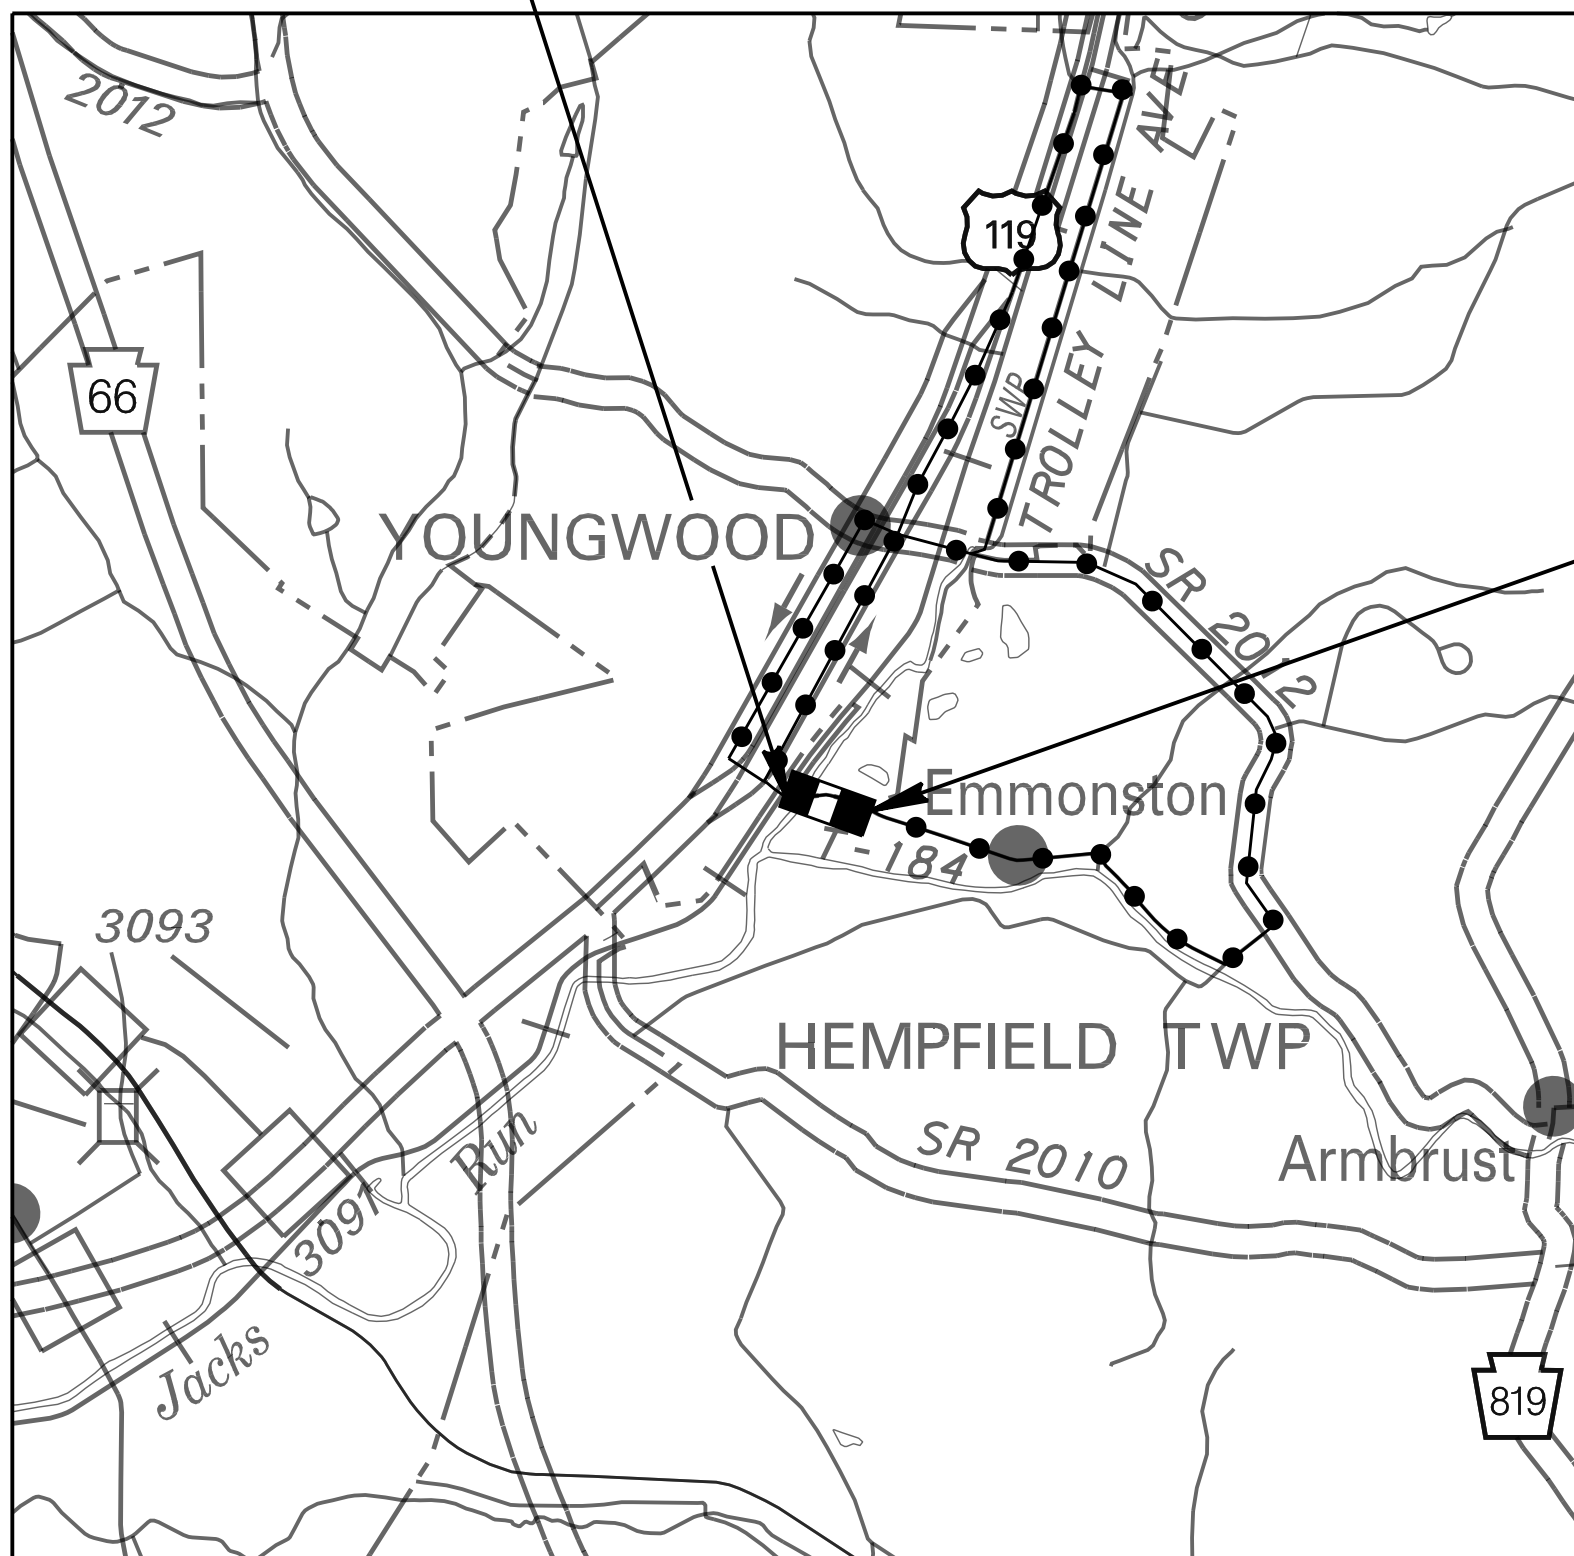 2012
119
TROLLEY LINE AVE
SWP
66
YOUNGWOOD
SR 2012
Emmonston
T-184
3093
HEMPFIELD TWP
SR 2010
Armbrust
3091
Jacks Run
819